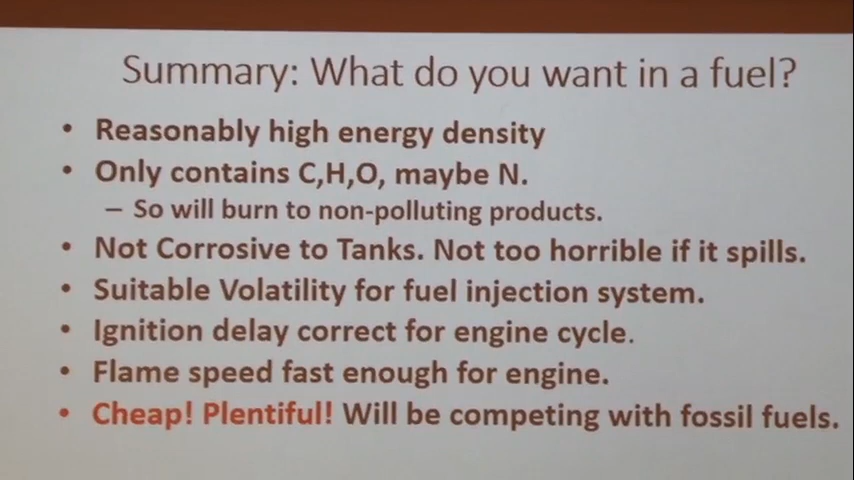 Summary: What do you want in a fuel?
• Reasonably high energy density
• Only contains C,H,O, maybe N.
– So will burn to non-polluting products.
• Not Corrosive to Tanks. Not too horrible if it spills.
• Suitable Volatility for fuel injection system.
• Ignition delay correct for engine cycle.
• Flame speed fast enough for engine.
• Cheap! Plentiful! Will be competing with fossil fuels.